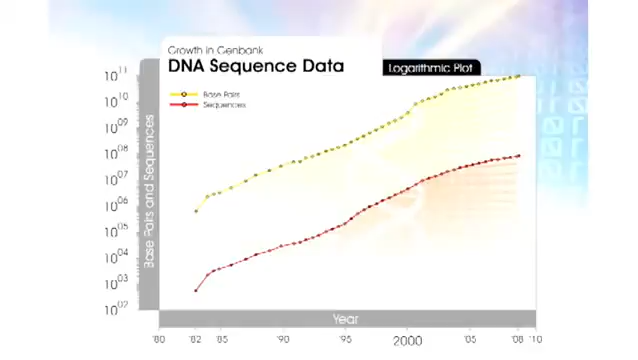 Growth in Genbank
DNA Sequence Data
Logarithmic Plot
Base Pairs
Sequences
Base Pairs and Sequences
10^11
10^10
10^09
10^08
10^07
10^06
10^05
10^04
10^03
10^02
Year
'80 '82 '85 '90 '95 2000 '05 '08 '10